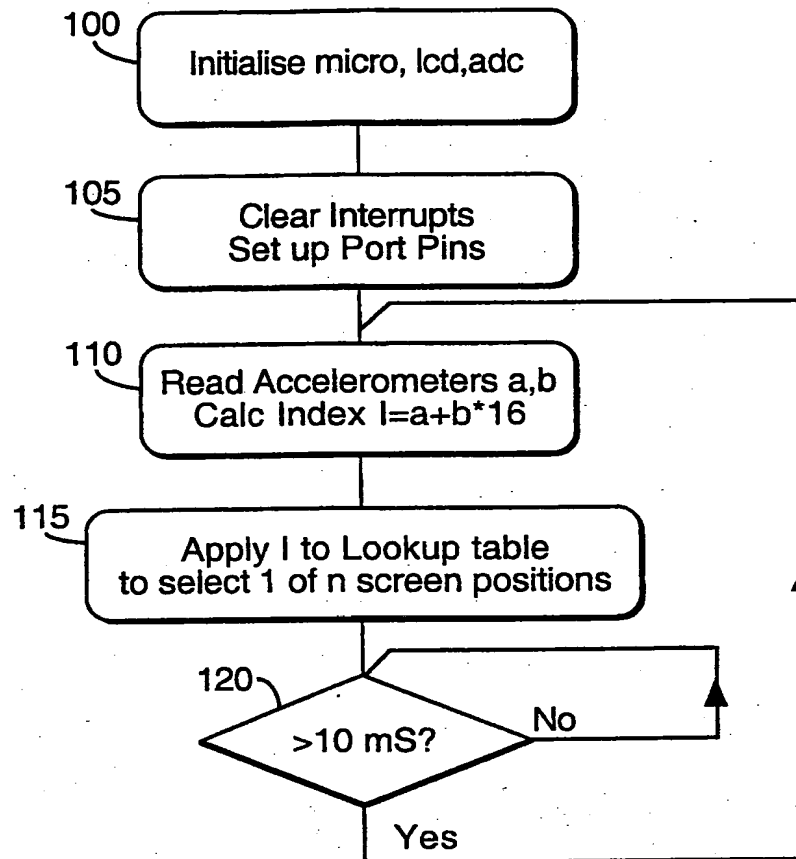 100
Initialise micro, lcd,adc
105
Clear Interrupts
Set up Port Pins
110
Read Accelerometers a,b
Calc Index I=a+b*16
115
Apply I to Lookup table
to select 1 of n screen positions
120
>10 mS?
No
Yes